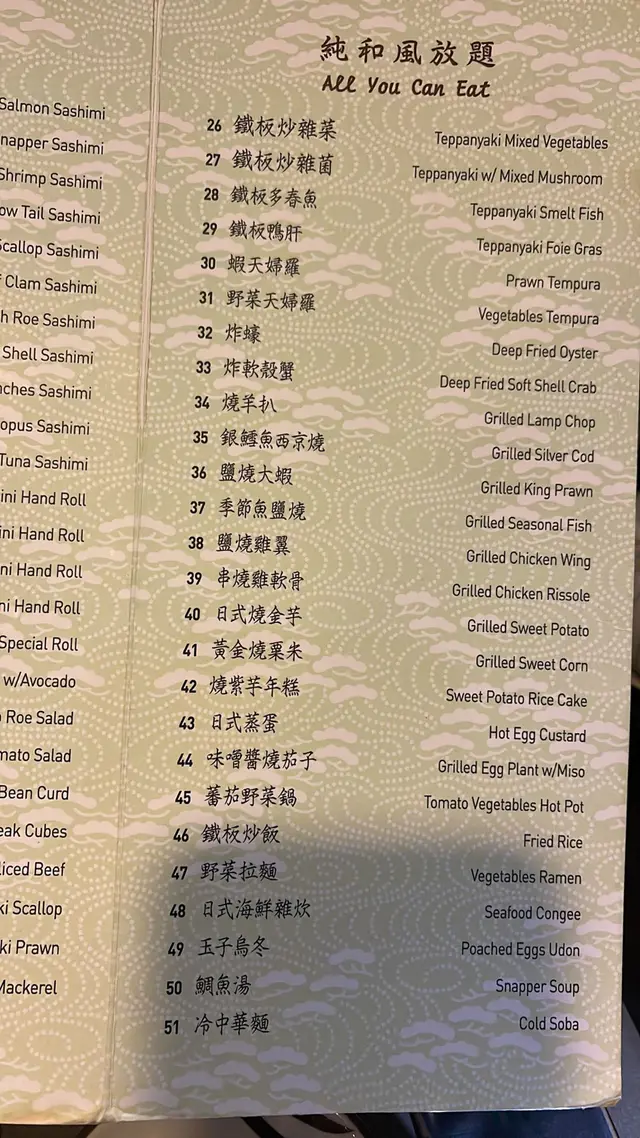 Salmon Sashimi
napper Sashimi
Shrimp Sashimi
ow Tail Sashimi
Scallop Sashimi
f Clam Sashimi
h Roe Sashimi
Shell Sashimi
nches Sashimi
opus Sashimi
Tuna Sashimi
ini Hand Roll
ini Hand Roll
ni Hand Roll
ni Hand Roll
Special Roll
w/Avocado
Roe Salad
mato Salad
Bean Curd
eak Cubes
liced Beef
ki Scallop
ki Prawn
Mackerel
純和風放題
All You Can Eat
26 鐵板炒雜菜 Teppanyaki Mixed Vegetables
27 鐵板炒雜菌 Teppanyaki w/ Mixed Mushroom
28 鐵板多春魚 Teppanyaki Smelt Fish
29 鐵板鴨肝 Teppanyaki Foie Gras
30 蝦天婦羅 Prawn Tempura
31 野菜天婦羅 Vegetables Tempura
32 炸蠔 Deep Fried Oyster
33 炸軟殼蟹 Deep Fried Soft Shell Crab
34 燒羊扒 Grilled Lamp Chop
35 銀鱈魚西京燒 Grilled Silver Cod
36 鹽燒大蝦 Grilled King Prawn
37 季節魚鹽燒 Grilled Seasonal Fish
38 鹽燒雞翼 Grilled Chicken Wing
39 串燒雞軟骨 Grilled Chicken Rissole
40 日式燒金芋 Grilled Sweet Potato
41 黃金燒粟米 Grilled Sweet Corn
42 燒紫芋年糕 Sweet Potato Rice Cake
43 日式蒸蛋 Hot Egg Custard
44 味噌醬燒茄子 Grilled Egg Plant w/Miso
45 蕃茄野菜鍋 Tomato Vegetables Hot Pot
46 鐵板炒飯 Fried Rice
47 野菜拉麵 Vegetables Ramen
48 日式海鮮雜炊 Seafood Congee
49 玉子烏冬 Poached Eggs Udon
50 鯛魚湯 Snapper Soup
51 冷中華麵 Cold Soba